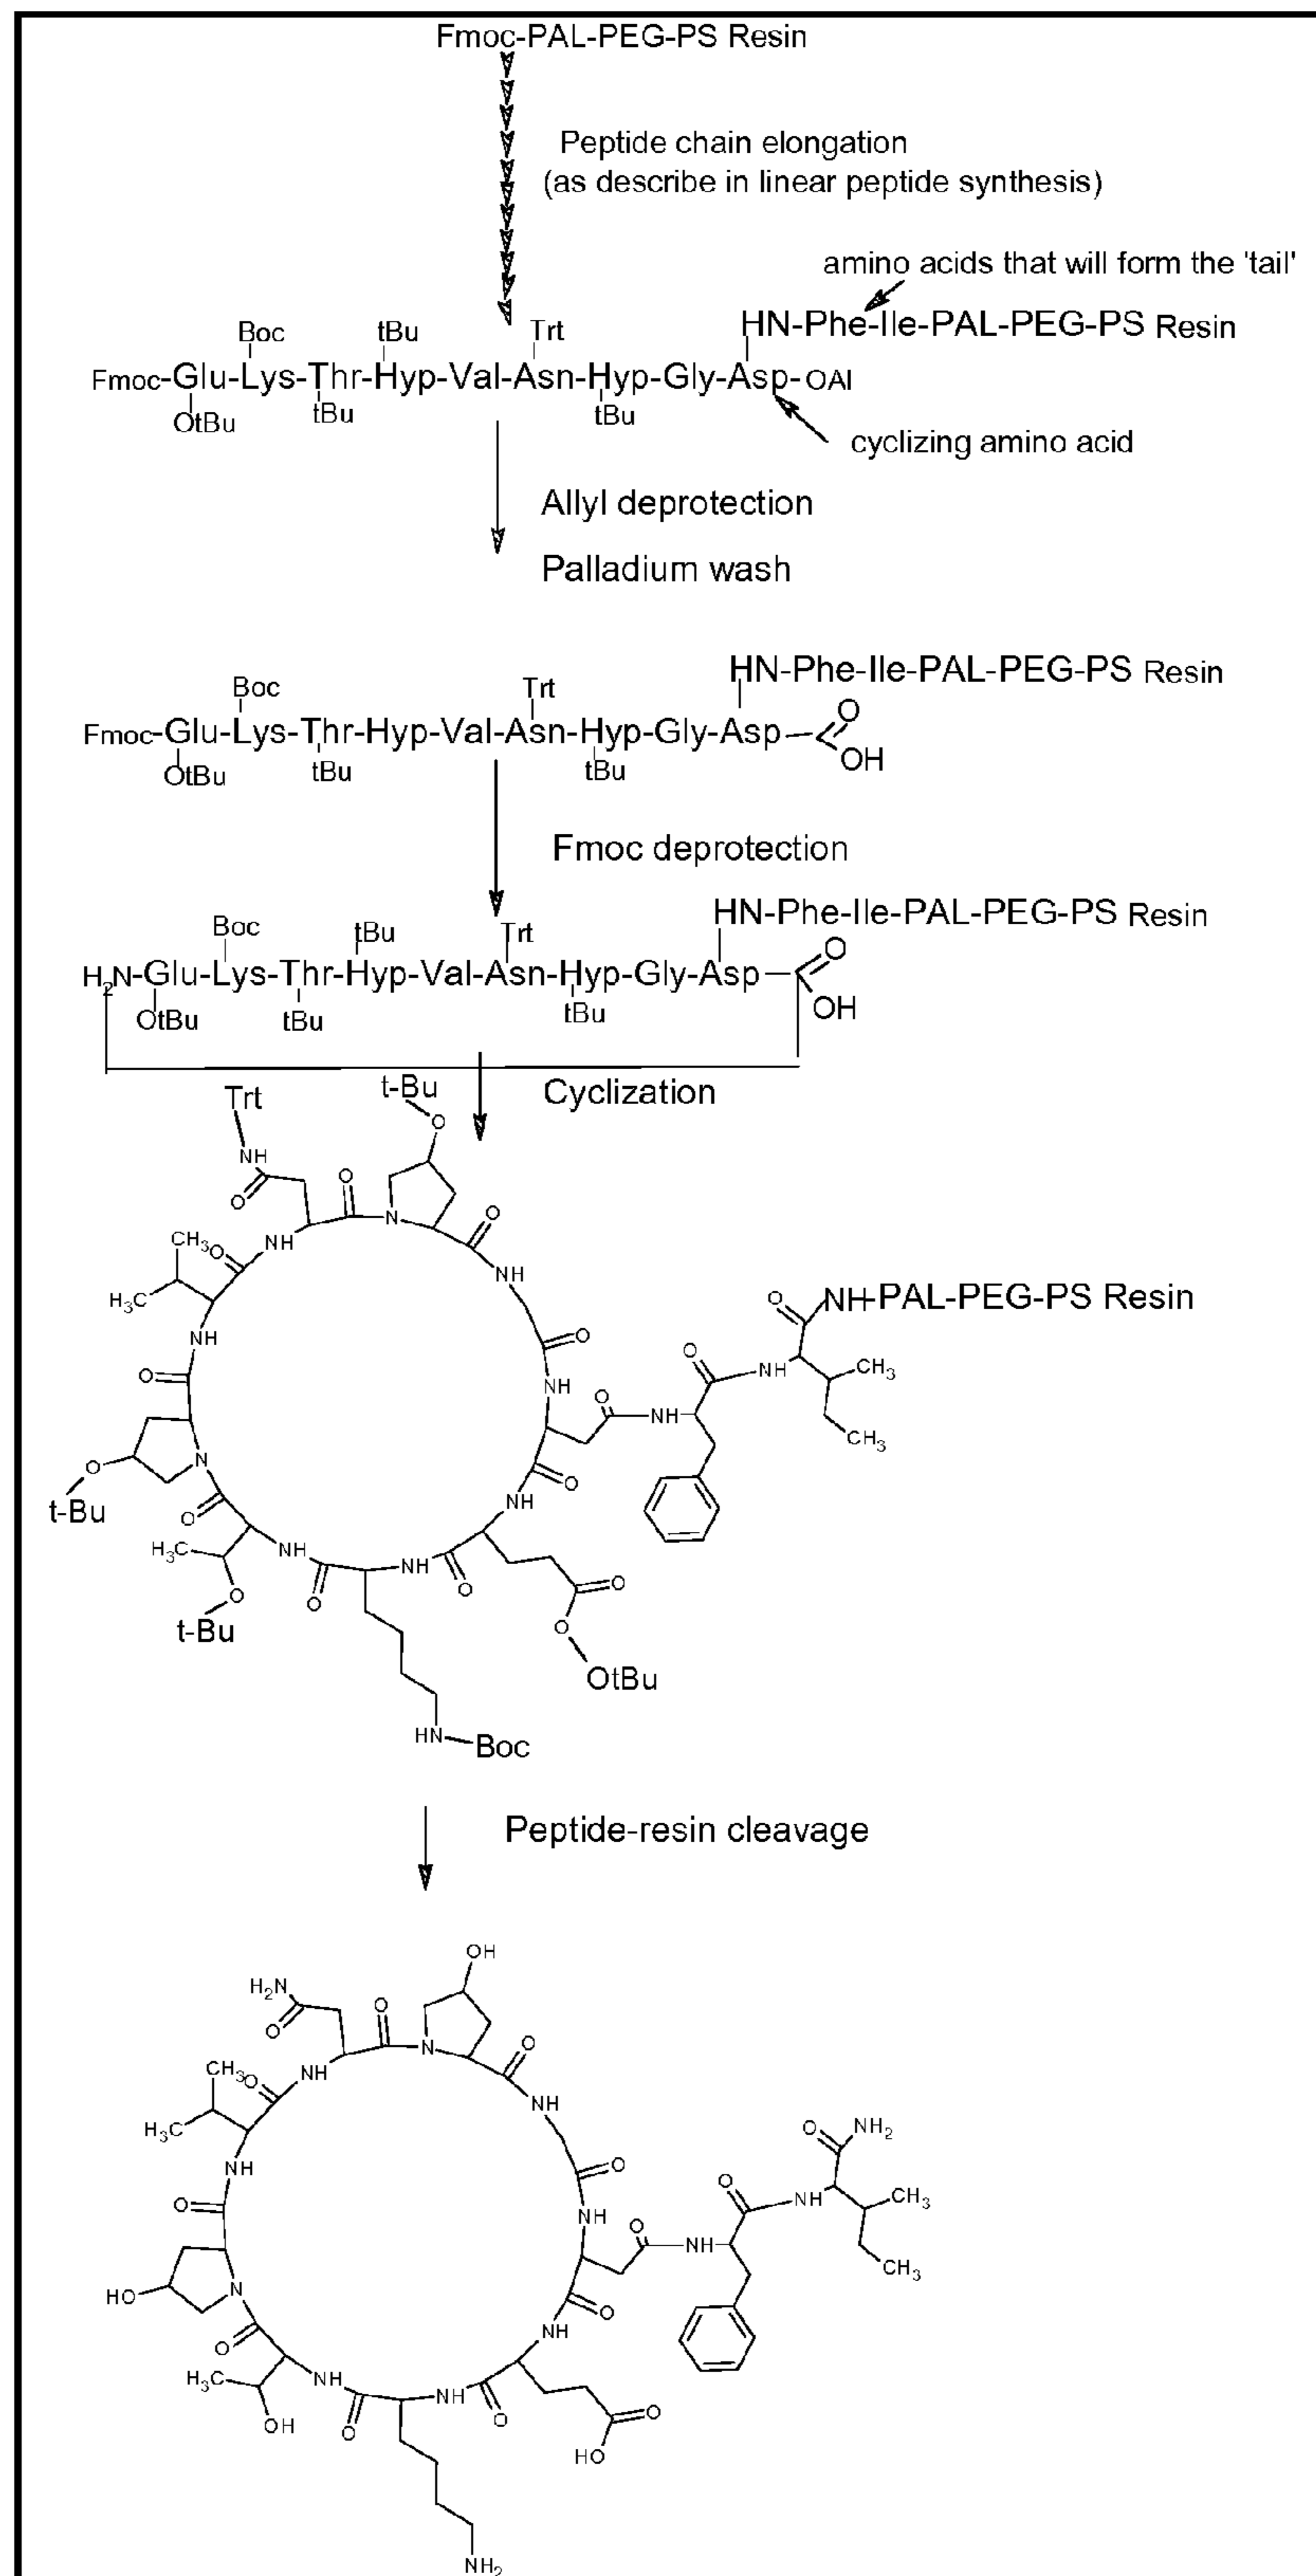 Fmoc-PAL-PEG-PS Resin
Peptide chain elongation
(as describe in linear peptide synthesis)
amino acids that will form the 'tail'
HN-Phe-Ile-PAL-PEG-PS Resin
Boc tBu Trt
Fmoc-Glu-Lys-Thr-Hyp-Val-Asn-Hyp-Gly-Asp-OAl
OtBu tBu tBu
cyclizing amino acid
Allyl deprotection
Palladium wash
HN-Phe-Ile-PAL-PEG-PS Resin
Boc Trt
Fmoc-Glu-Lys-Thr-Hyp-Val-Asn-Hyp-Gly-Asp
O
OH
OtBu tBu tBu
Fmoc deprotection
HN-Phe-Ile-PAL-PEG-PS Resin
Boc tBu Trt
H2N-Glu-Lys-Thr-Hyp-Val-Asn-Hyp-Gly-Asp
O
OH
OtBu tBu tBu
Cyclization
Trt t-Bu
O
NH
O O
O
CH3 O NH N
NH
H3C
O NH-PAL-PEG-PS Resin
NH O
O NH O NH CH3
O NH
CH3
O N O
t-Bu
O NH
H3C NH NH
O O O O
t-Bu O
OtBu
HN-Boc
Peptide-resin cleavage
OH
H2N
O O
O
CH3 O NH N
NH
H3C
O NH2
NH O
O NH O NH CH3
O NH
CH3
HO N O
O NH
H3C NH NH
OH O O O
HO
NH2